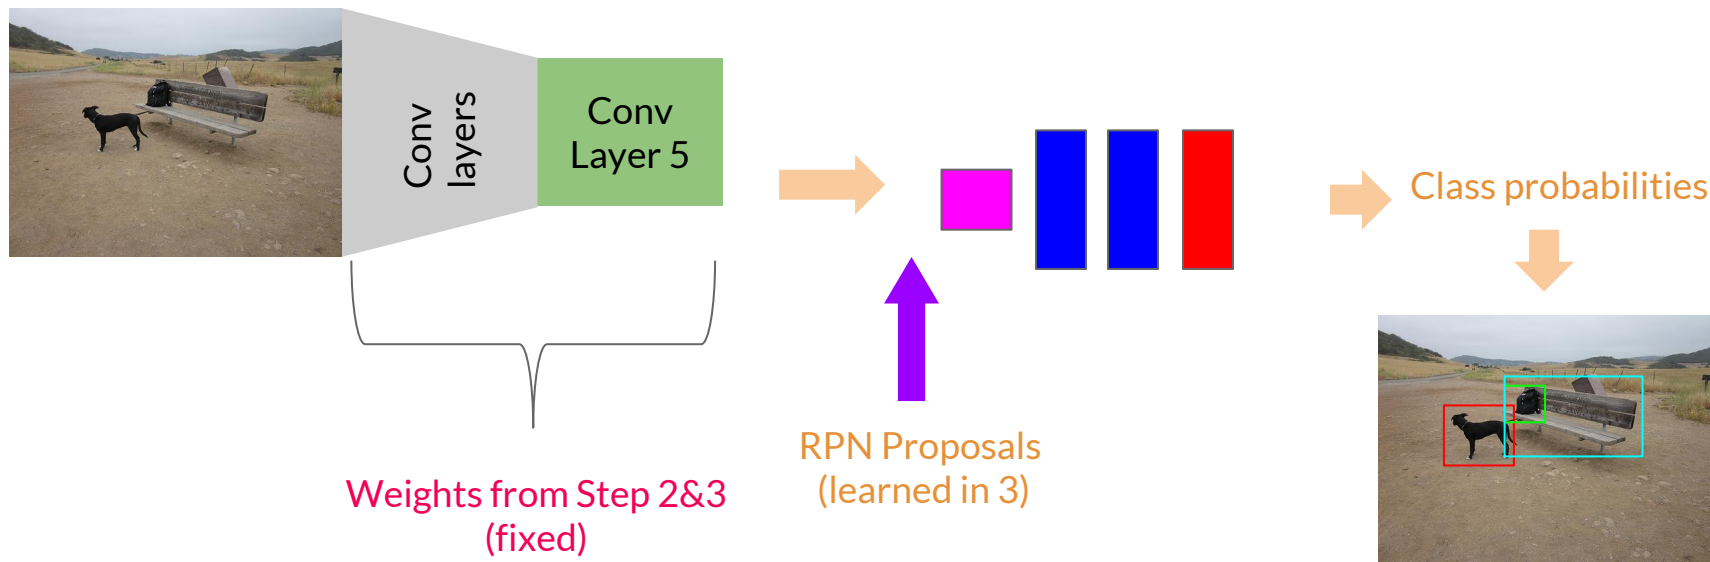 Conv
layers
Conv
Layer 5
Class probabilities
RPN Proposals
(learned in 3)
Weights from Step 2&3
(fixed)